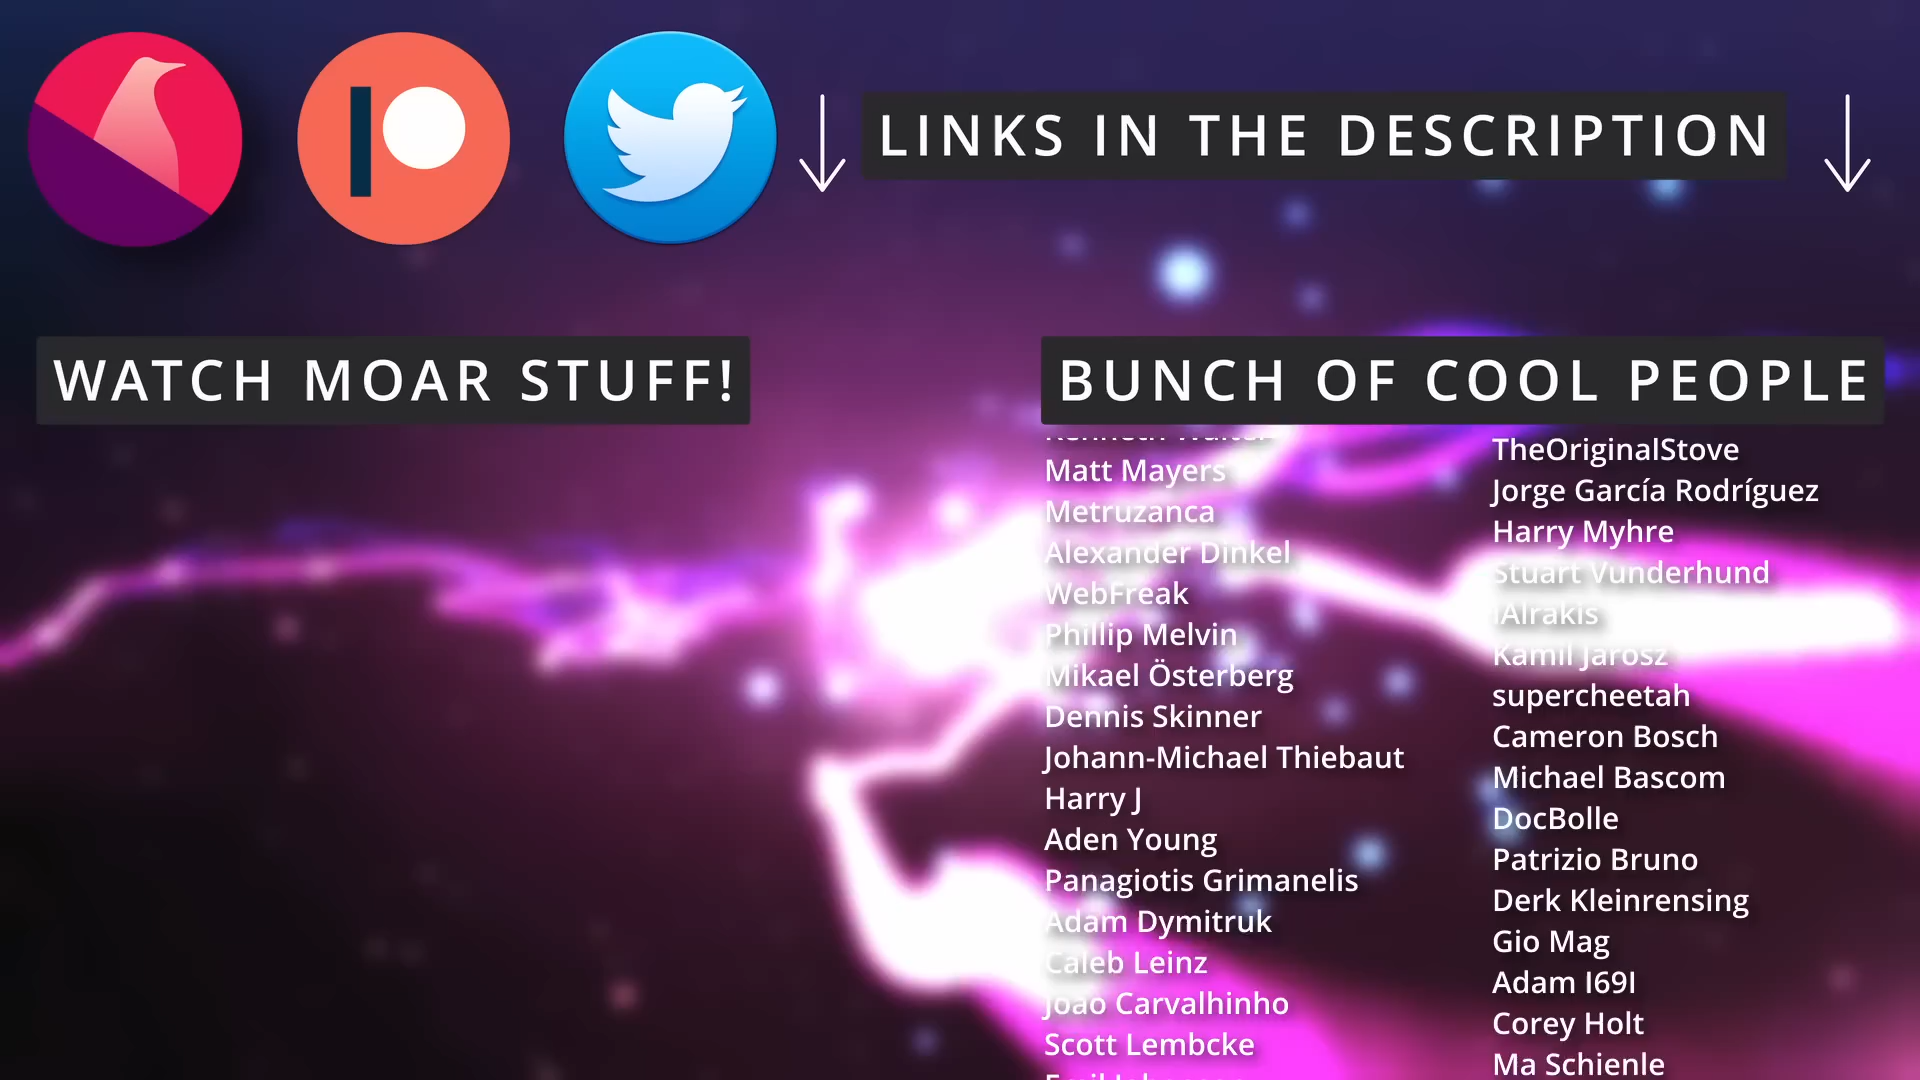 LINKS IN THE DESCRIPTION
WATCH MOAR STUFF!
BUNCH OF COOL PEOPLE
Matt Mayers
Metruzanca
Alexander Dinkel
WebFreak
Phillip Melvin
Mikael Österberg
Dennis Skinner
Johann-Michael Thiebaut
Harry J
Aden Young
Panagiotis Grimanelis
Adam Dymitruk
Caleb Leinz
João Carvalhinho
Scott Lembcke
TheOriginalStove
Jorge García Rodríguez
Harry Myhre
Stuart Vunderhund
Kamil Jarosz
supercheetah
Cameron Bosch
Michael Bascom
DocBolle
Patrizio Bruno
Derk Kleinrensing
Gio Mag
Adam I69I
Corey Holt
Ma Schienle